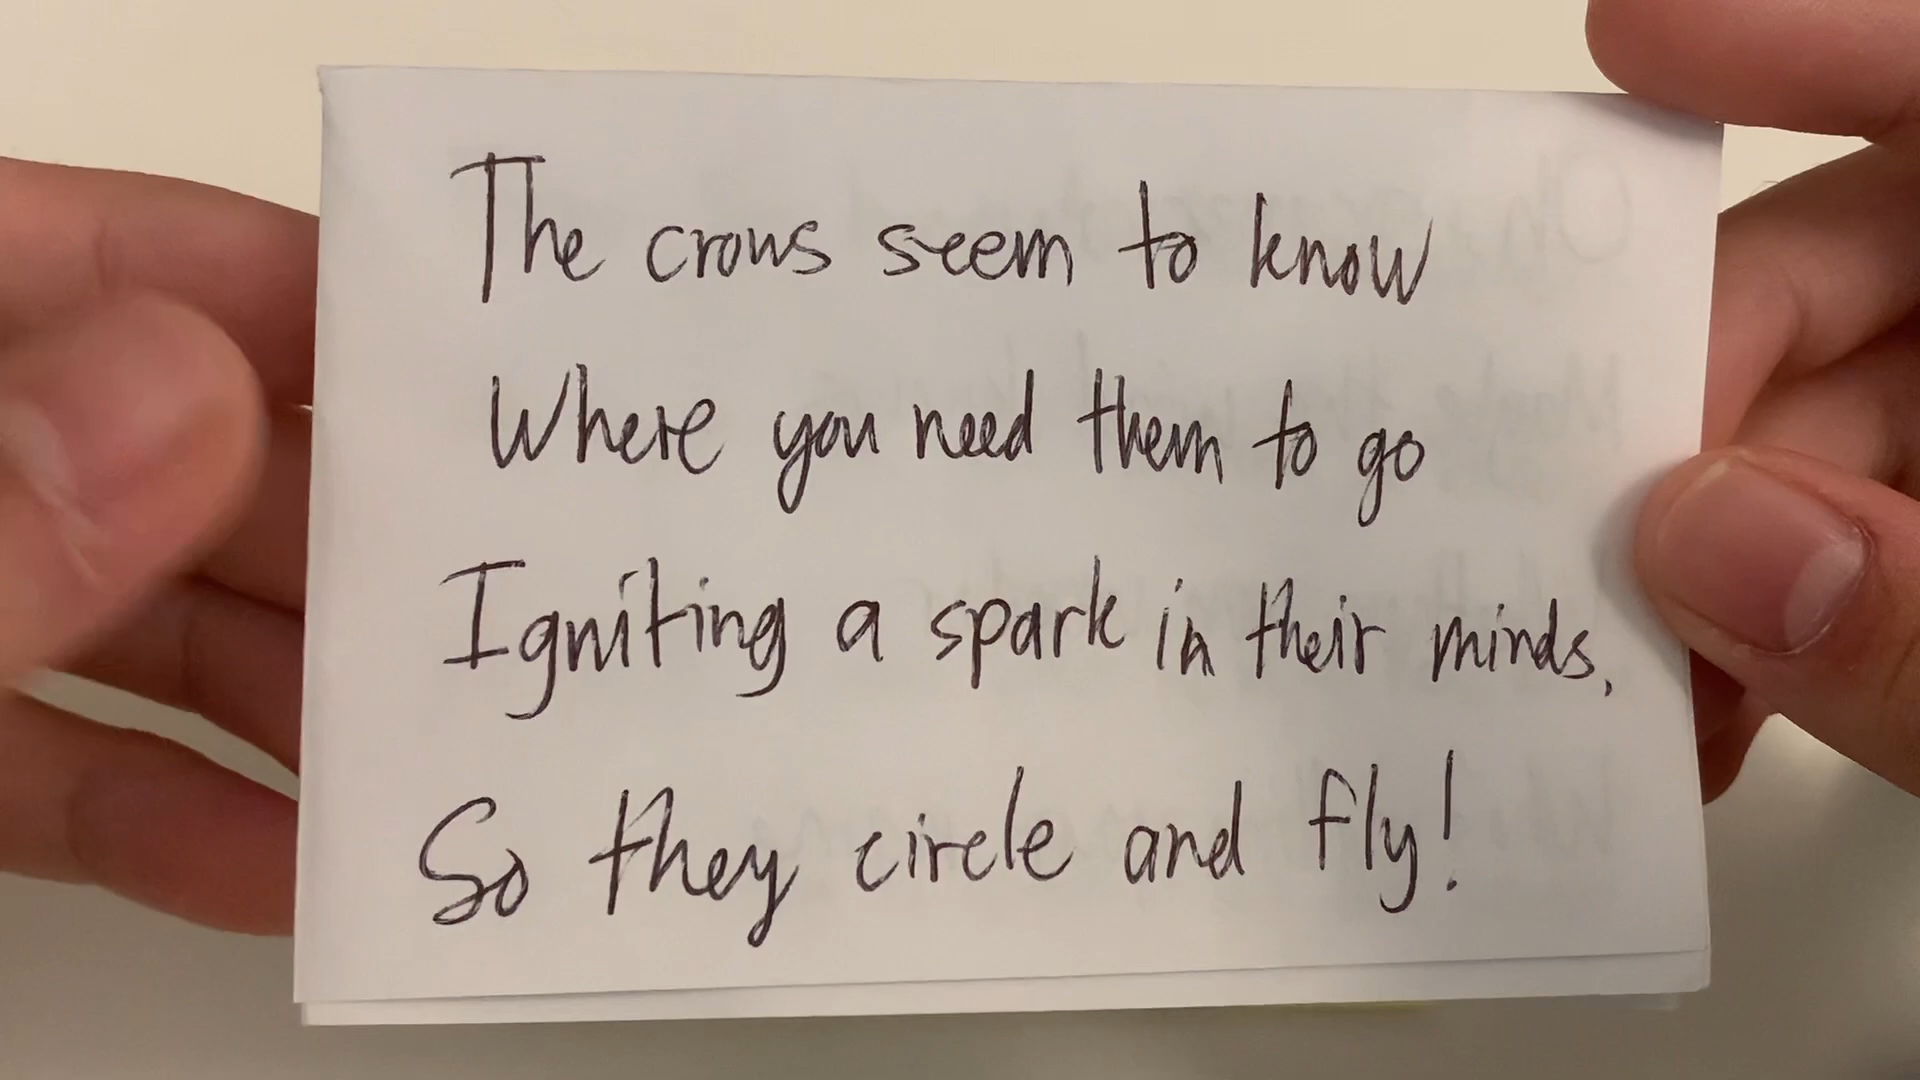 The crows seem to know
Where you need them to go
Igniting a spark in their minds,
So they circle and fly!